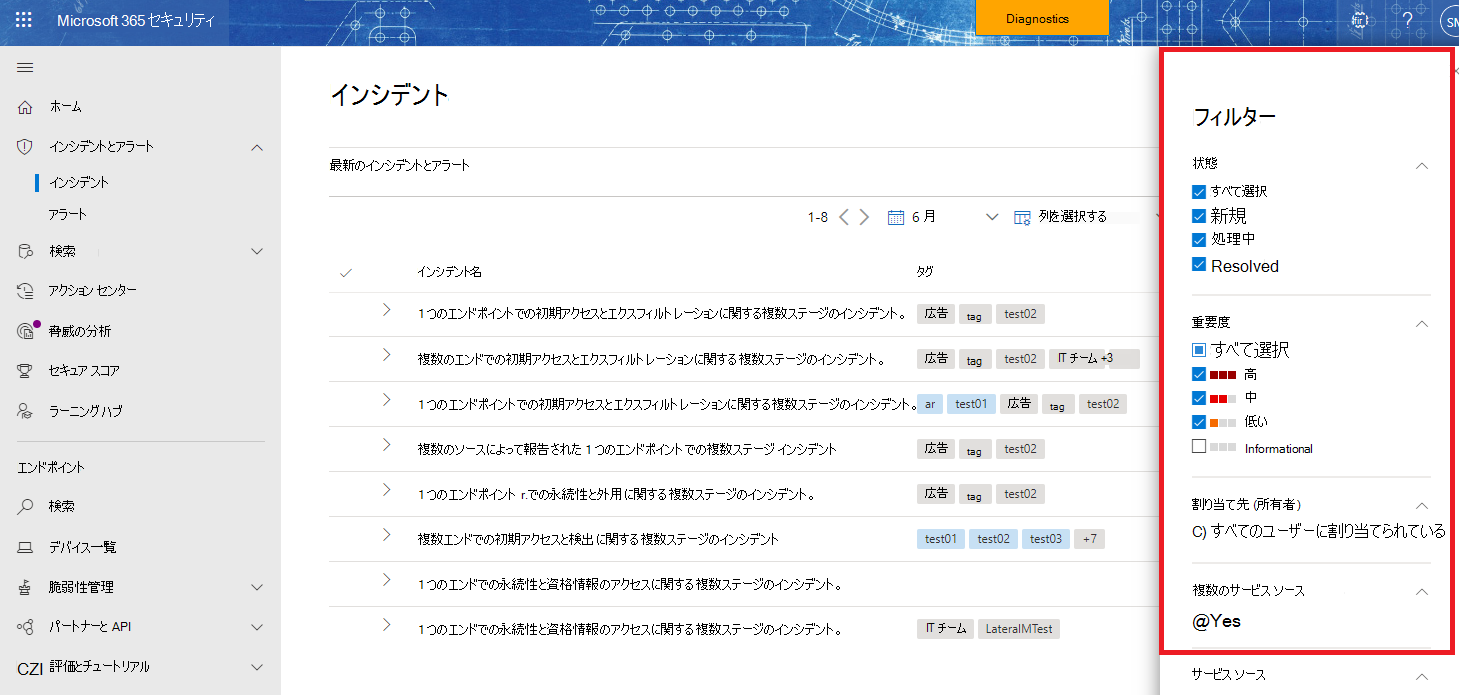 Microsoft 365 セキュリティ
Diagnostics
?
SM
ホーム
インシデントとアラート
インシデント
アラート
検索
アクション センター
脅威の分析
セキュア スコア
ラーニング ハブ
エンドポイント
検索
デバイス一覧
脆弱性管理
パートナーと API
CZI 評価とチュートリアル
インシデント
最新のインシデントとアラート
1-8 6 月 列を選択する
インシデント名 タグ
1つのエンドポイントでの初期アクセスとエクスフィルトレーションに関する複数ステージのインシデント。 広告 tag test02
複数のエンドでの初期アクセスとエクスフィルトレーションに関する複数ステージのインシデント。 広告 tag test02 IT チーム +3
1つのエンドポイントでの初期アクセスとエクスフィルトレーションに関する複数ステージのインシデント。 ar test01 広告 tag test02
複数のソースによって報告された 1 つのエンドポイントでの複数ステージ インシデント 広告 tag test02
1つのエンドポイント r.での永続性と外用に関する複数ステージのインシデント。 広告 tag test02
複数エンドでの初期アクセスと検出に関する複数ステージのインシデント test01 test02 test03 +7
1つのエンドでの永続性と資格情報のアクセスに関する複数ステージのインシデント。
1つのエンドでの永続性と資格情報のアクセスに関する複数ステージのインシデント。 IT チーム LateralMTest
フィルター
状態
すべて選択
新規
処理中
Resolved
重要度
すべて選択
高
中
低い
Informational
割り当て先 (所有者)
C) すべてのユーザーに割り当てられている
複数のサービス ソース
@Yes
サービス ソース